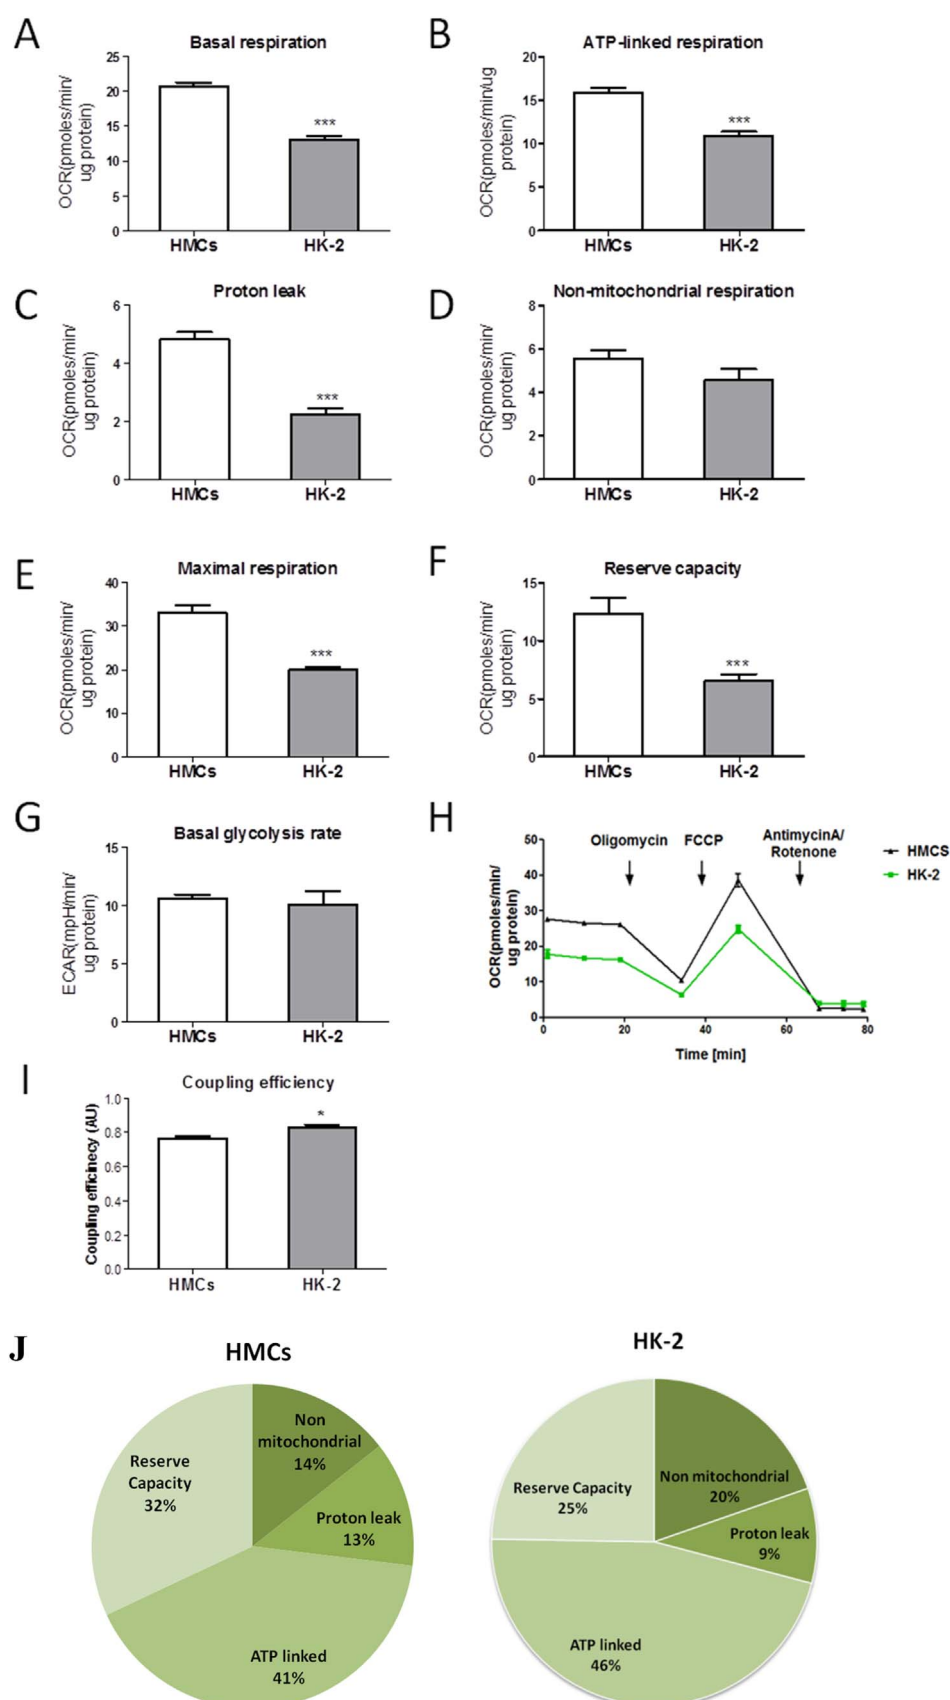 A
Basal respiration
OCR(pmoles/min/
ug protein)
25
20
15
10
5
0
***
HMCs
HK-2
B
ATP-linked respiration
OCR(pmoles/min/ug
protein)
20
15
10
5
0
***
HMCs
HK-2
C
Proton leak
OCR(pmoles/min/
ug protein)
6
4
2
0
***
HMCs
HK-2
D
Non-mitochondrial respiration
OCR(pmoles/min/
ug protein)
8
6
4
2
0
HMCs
HK-2
E
Maximal respiration
OCR(pmoles/min/
ug protein)
40
30
20
10
0
***
HMCs
HK-2
F
Reserve capacity
OCR(pmoles/min/
ug protein)
15
10
5
0
***
HMCs
HK-2
G
Basal glycolysis rate
ECAR(mpH/min/
ug protein)
15
10
5
0
HMCs
HK-2
H
OCR(pmoles/min/
ug protein)
50
40
30
20
10
0
Oligomycin
FCCP
AntimycinA/
Rotenone
HMCS
HK-2
0
20
40
60
80
Time [min]
I
Coupling efficiency
Coupling efficinecy (AU)
1.0
0.8
0.6
0.4
0.2
0.0
*
HMCs
HK-2
J
HMCs
Non
mitochondrial
14%
Proton leak
13%
ATP linked
41%
Reserve
Capacity
32%
HK-2
Non mitochondrial
20%
Proton leak
9%
ATP linked
46%
Reserve Capacity
25%